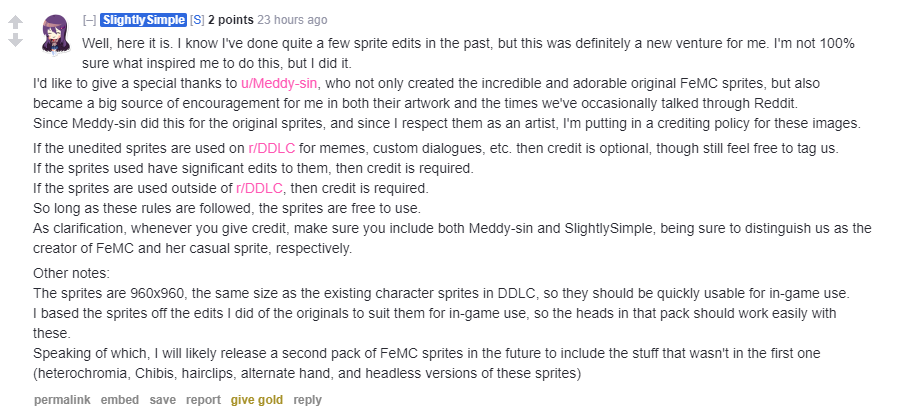 [–] SlightlySimple [S] 2 points 23 hours ago
Well, here it is. I know I've done quite a few sprite edits in the past, but this was definitely a new venture for me. I'm not 100%
sure what inspired me to do this, but I did it.
I'd like to give a special thanks to u/Meddy-sin, who not only created the incredible and adorable original FeMC sprites, but also
became a big source of encouragement for me in both their artwork and the times we've occasionally talked through Reddit.
Since Meddy-sin did this for the original sprites, and since I respect them as an artist, I'm putting in a crediting policy for these images.
If the unedited sprites are used on r/DDLC for memes, custom dialogues, etc. then credit is optional, though still feel free to tag us.
If the sprites used have significant edits to them, then credit is required.
If the sprites are used outside of r/DDLC, then credit is required.
So long as these rules are followed, the sprites are free to use.
As clarification, whenever you give credit, make sure you include both Meddy-sin and SlightlySimple, being sure to distinguish us as the
creator of FeMC and her casual sprite, respectively.
Other notes:
The sprites are 960x960, the same size as the existing character sprites in DDLC, so they should be quickly usable for in-game use.
I based the sprites off the edits I did of the originals to suit them for in-game use, so the heads in that pack should work easily with
these.
Speaking of which, I will likely release a second pack of FeMC sprites in the future to include the stuff that wasn't in the first one
(heterochromia, Chibis, hairclips, alternate hand, and headless versions of these sprites)
permalink embed save report give gold reply